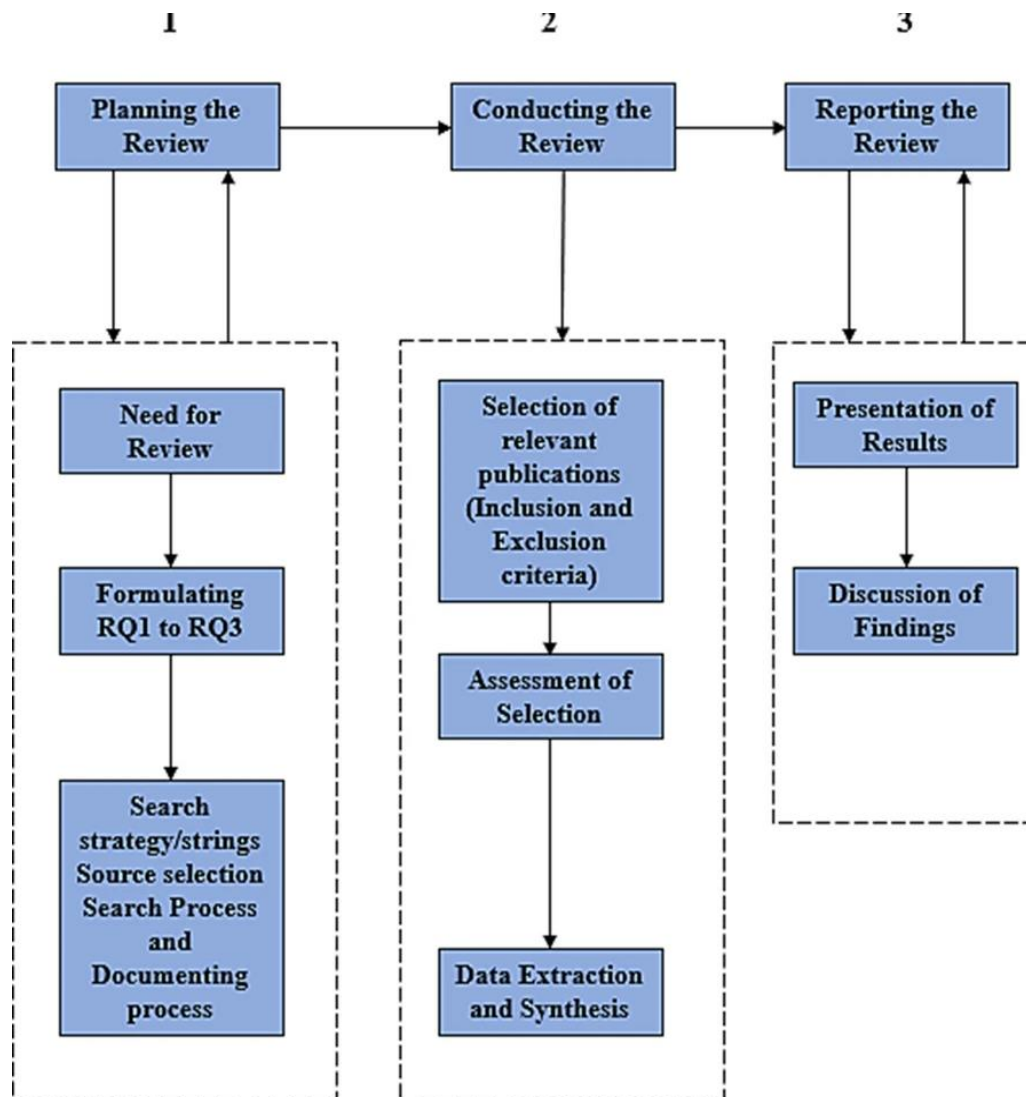 1
2
3
Planning the
Review
Conducting the
Review
Reporting the
Review
Need for
Review
Formulating
RQ1 to RQ3
Search
strategy/strings
Source selection
Search Process
and
Documenting
process
Selection of
relevant
publications
(Inclusion and
Exclusion
criteria)
Assessment of
Selection
Data Extraction
and Synthesis
Presentation of
Results
Discussion of
Findings